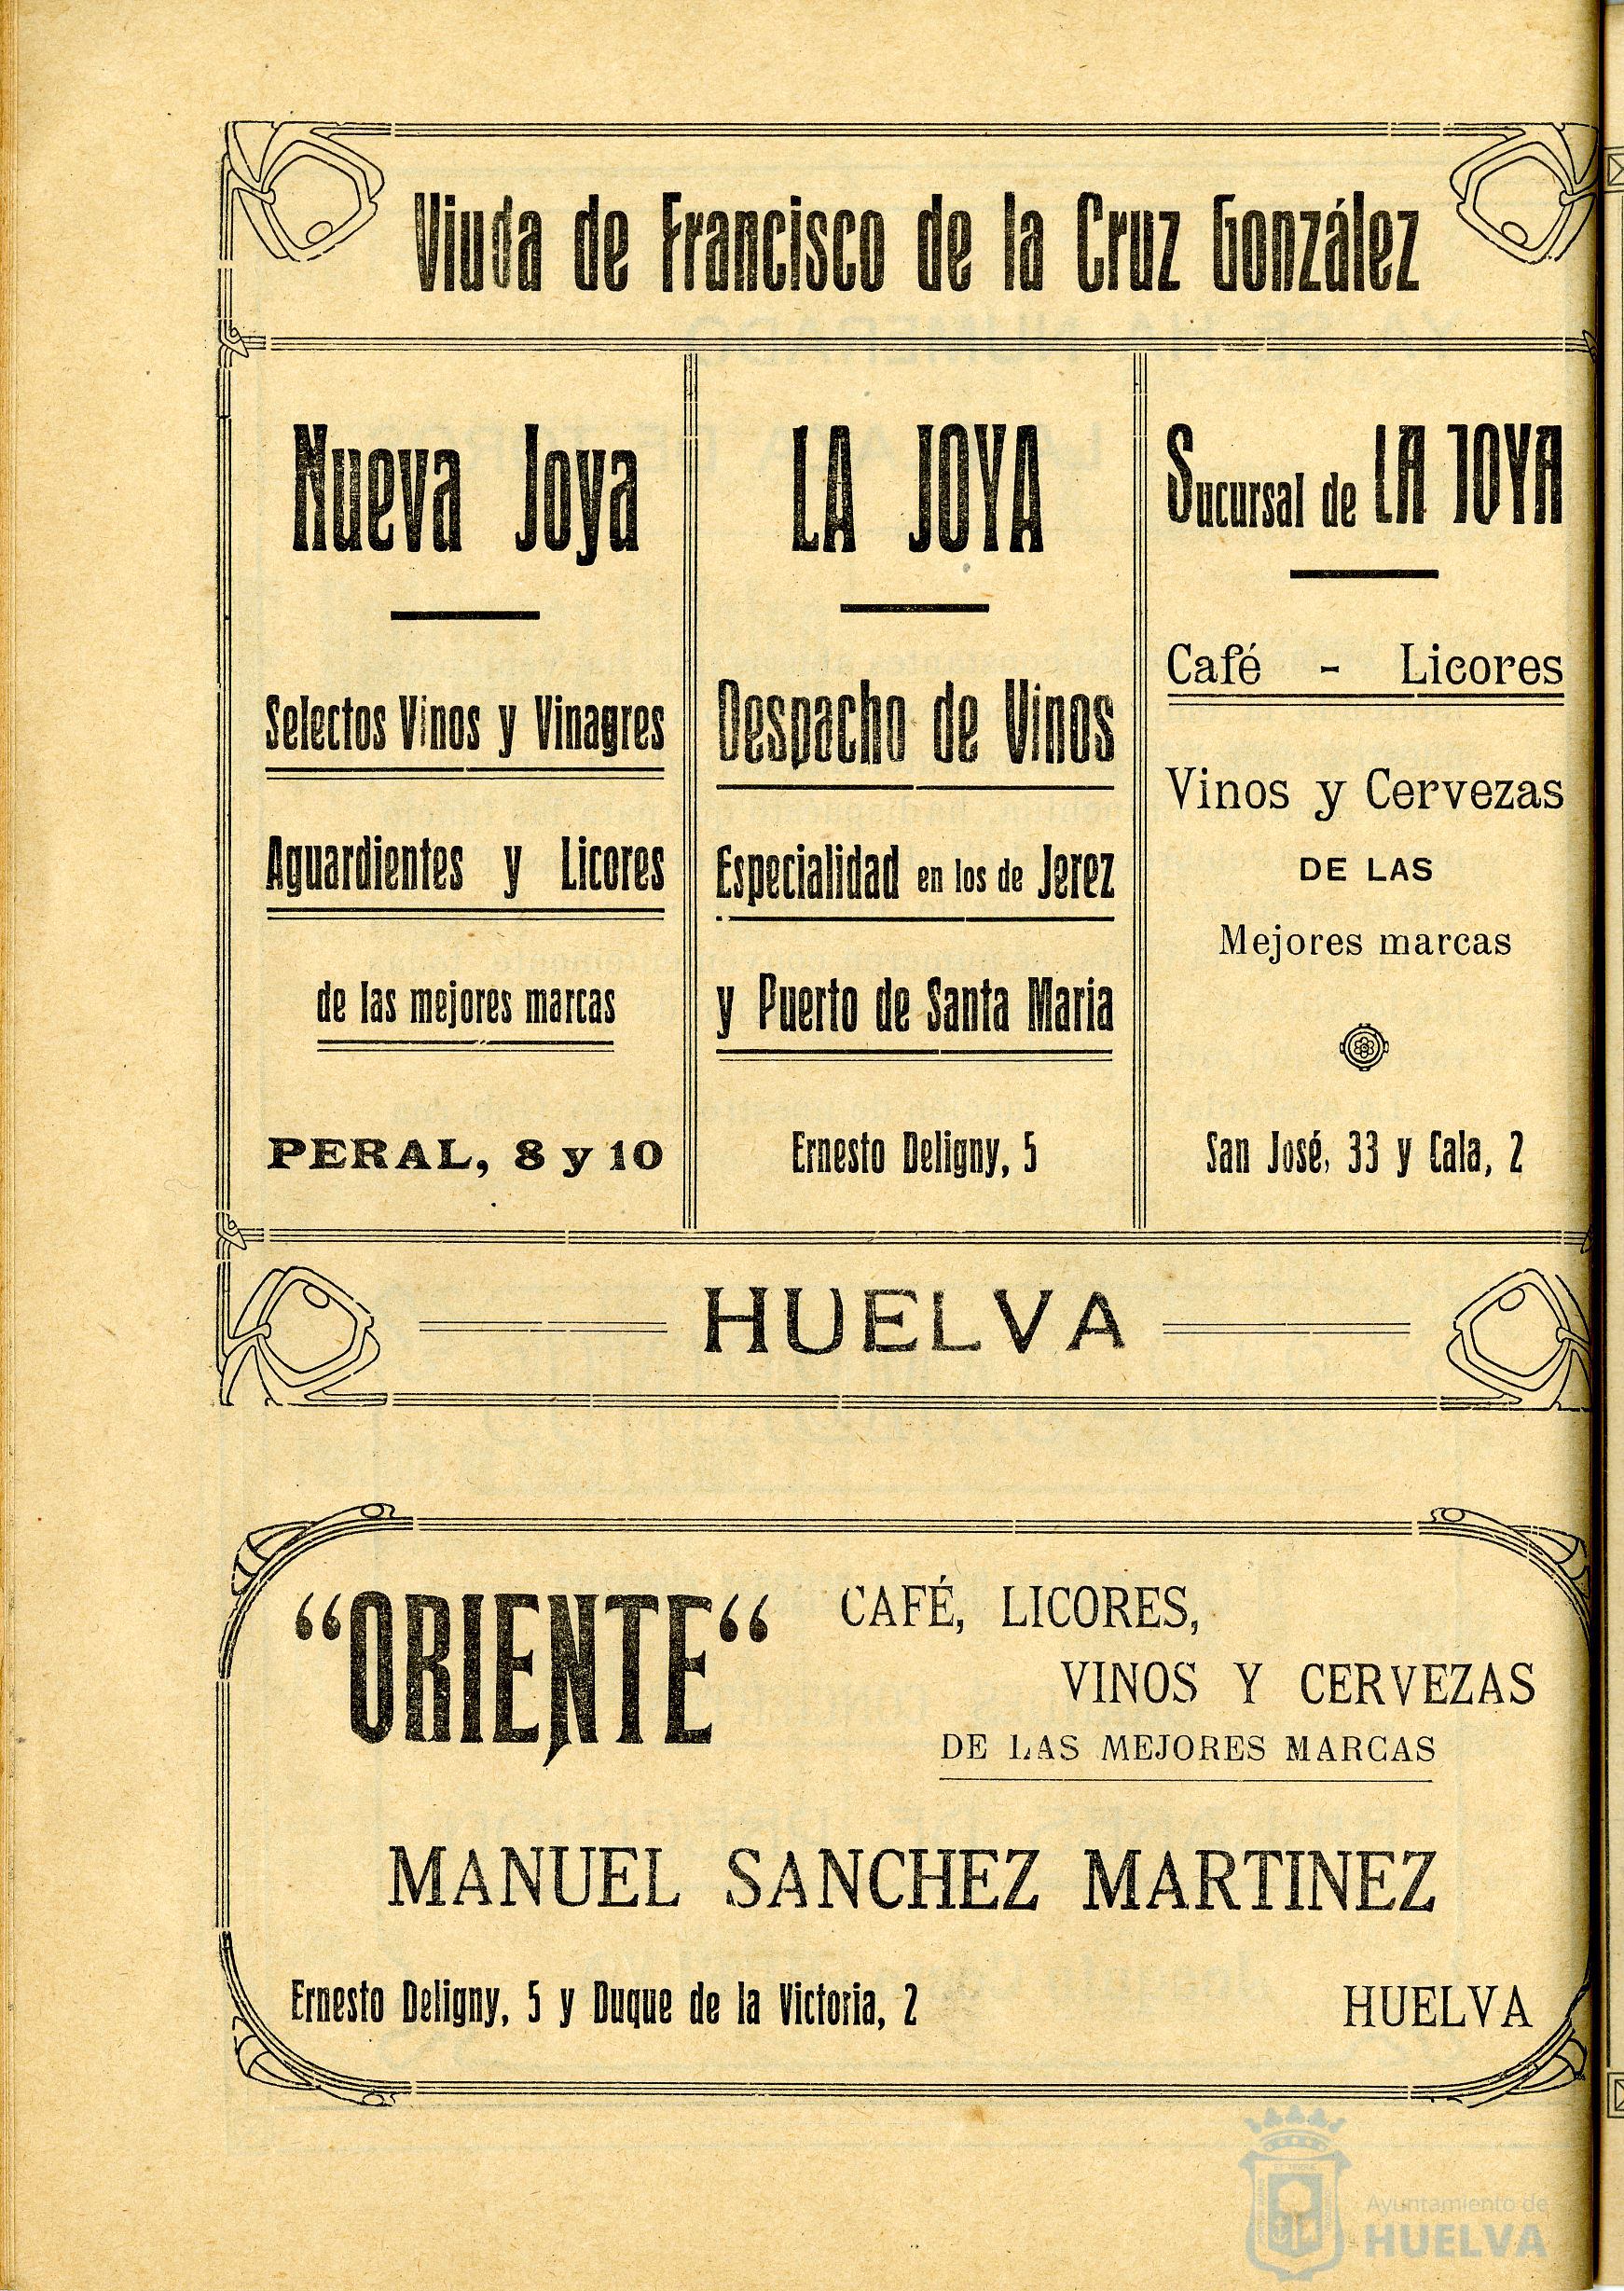 Viuda de Francisco de la Cruz González
Nueva Joya
Selectos Vinos y Vinagres
Aguardientes y Licores
de las mejores marcas
PERAL, 8 y 10
LA JOYA
Despacho de Vinos
Especialidad en los de Jerez
y Puerto de Santa Maria
Ernesto Deligny, 5
Sucursal de LA JOYA
Café - Licores
Vinos y Cervezas
DE LAS
Mejores marcas
San José, 33 y Cala, 2
HUELVA
“ORIENTE“
CAFÉ, LICORES,
VINOS Y CERVEZAS
DE LAS MEJORES MARCAS
MANUEL SANCHEZ MARTINEZ
Ernesto Deligny, 5 y Duque de la Victoria, 2
HUELVA
Ayuntamiento de
HUELVA